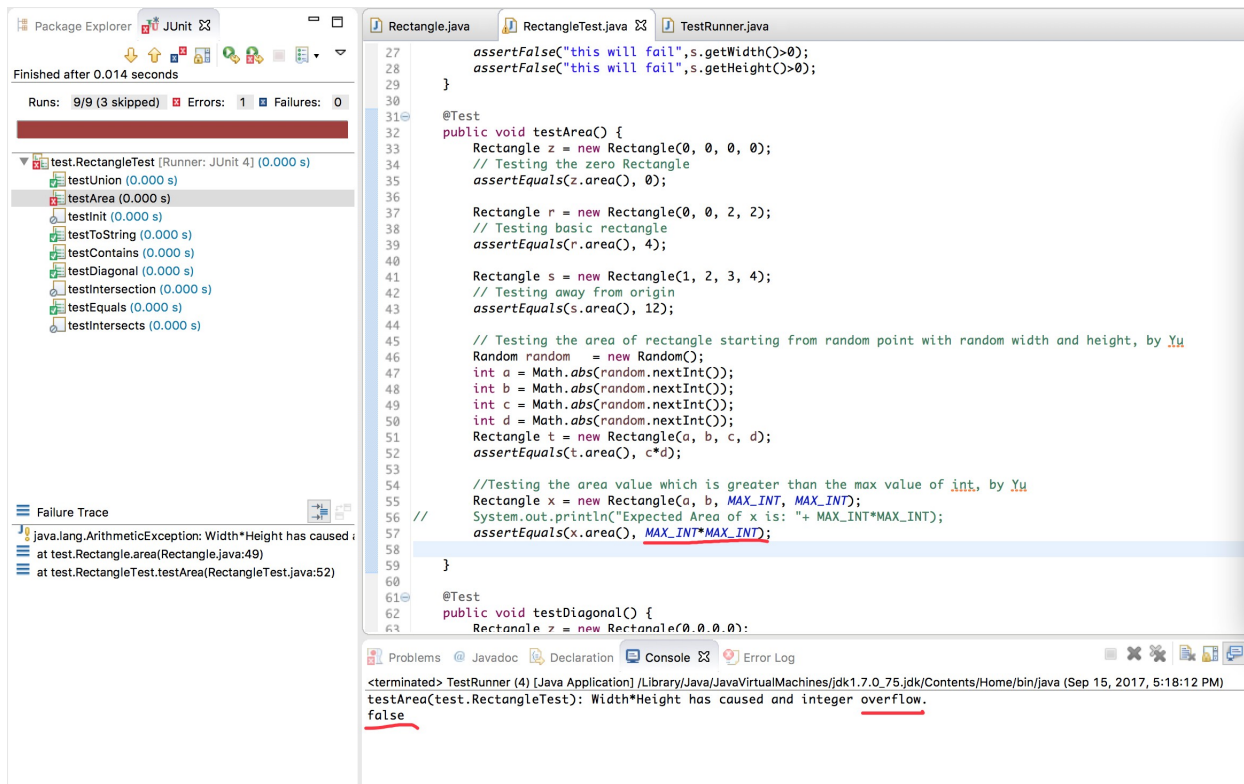 Package Explorer JUnit
Finished after 0.014 seconds
Runs: 9/9 (3 skipped) Errors: 1 Failures: 0
test.RectangleTest [Runner: JUnit 4] (0.000 s)
testUnion (0.000 s)
testArea (0.000 s)
testInit (0.000 s)
testToString (0.000 s)
testContains (0.000 s)
testDiagonal (0.000 s)
testIntersection (0.000 s)
testEquals (0.000 s)
testIntersects (0.000 s)
Failure Trace
java.lang.ArithmeticException: Width*Height has caused a
at test.Rectangle.area(Rectangle.java:49)
at test.RectangleTest.testArea(RectangleTest.java:52)
Rectangle.java RectangleTest.java TestRunner.java
27 assertFalse("this will fail",s.getWidth()>0);
28 assertFalse("this will fail",s.getHeight()>0);
29 }
30
31 @Test
32 public void testArea() {
33 Rectangle z = new Rectangle(0, 0, 0, 0);
34 // Testing the zero Rectangle
35 assertEquals(z.area(), 0);
36
37 Rectangle r = new Rectangle(0, 0, 2, 2);
38 // Testing basic rectangle
39 assertEquals(r.area(), 4);
40
41 Rectangle s = new Rectangle(1, 2, 3, 4);
42 // Testing away from origin
43 assertEquals(s.area(), 12);
44
45 // Testing the area of rectangle starting from random point with random width and height, by Yu
46 Random random = new Random();
47 int a = Math.abs(random.nextInt());
48 int b = Math.abs(random.nextInt());
49 int c = Math.abs(random.nextInt());
50 int d = Math.abs(random.nextInt());
51 Rectangle t = new Rectangle(a, b, c, d);
52 assertEquals(t.area(), c*d);
53
54 //Testing the area value which is greater than the max value of int, by Yu
55 Rectangle x = new Rectangle(a, b, MAX_INT, MAX_INT);
56 // System.out.println("Expected Area of x is: "+ MAX_INT*MAX_INT);
57 assertEquals(x.area(), MAX_INT*MAX_INT);
58
59 }
60
61 @Test
62 public void testDiagonal() {
63 Rectangle z = new Rectangle(0,0,0,0);
Problems Javadoc Declaration Console Error Log
<terminated> TestRunner (4) [Java Application] /Library/Java/JavaVirtualMachines/jdk1.7.0_75.jdk/Contents/Home/bin/java (Sep 15, 2017, 5:18:12 PM)
testArea(test.RectangleTest): Width*Height has caused and integer overflow.
false